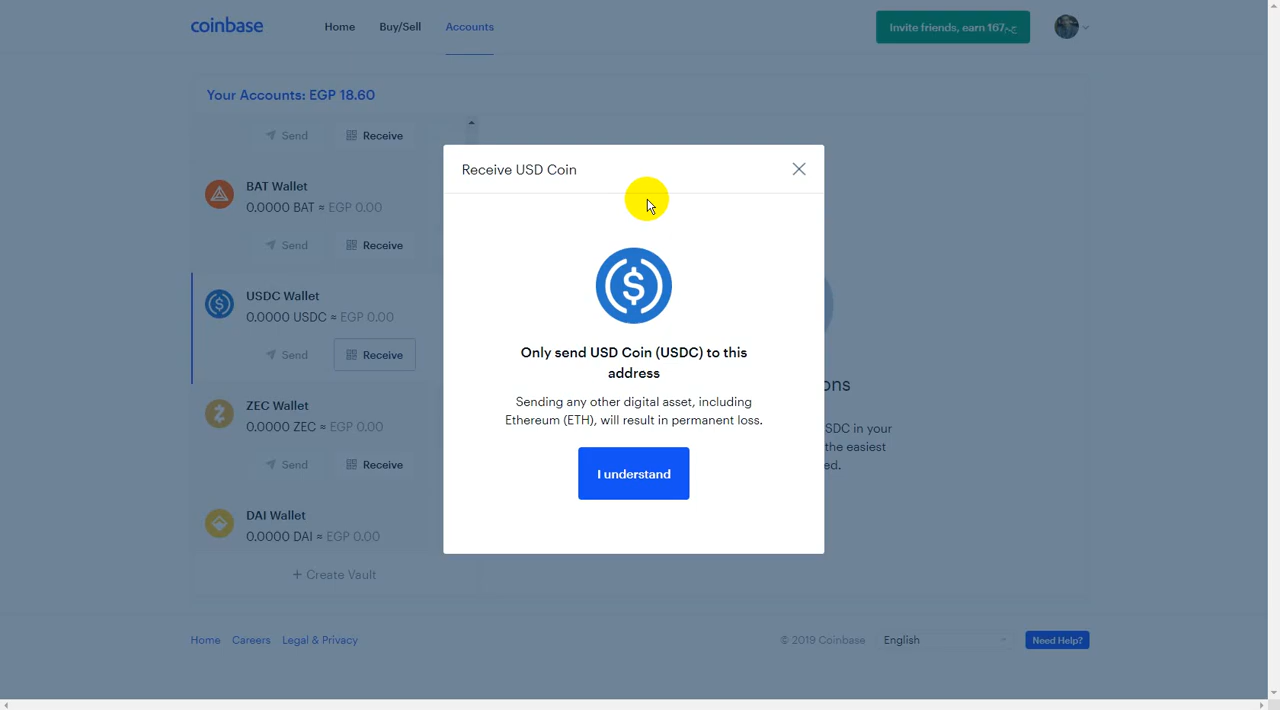 coinbase
Home
Buy/Sell
Accounts
Invite friends, earn 167
Your Accounts: EGP 18.60
Send
Receive
BAT Wallet
0.0000 BAT ≈ EGP 0.00
Send
Receive
USDC Wallet
0.0000 USDC ≈ EGP 0.00
Send
Receive
ZEC Wallet
0.0000 ZEC ≈ EGP 0.00
Send
Receive
DAI Wallet
0.0000 DAI ≈ EGP 0.00
+ Create Vault
Receive USD Coin
Only send USD Coin (USDC) to this
address
Sending any other digital asset, including
Ethereum (ETH), will result in permanent loss.
I understand
ons
SDC in your
the easiest
ed.
Home
Careers
Legal & Privacy
© 2019 Coinbase
English
Need Help?